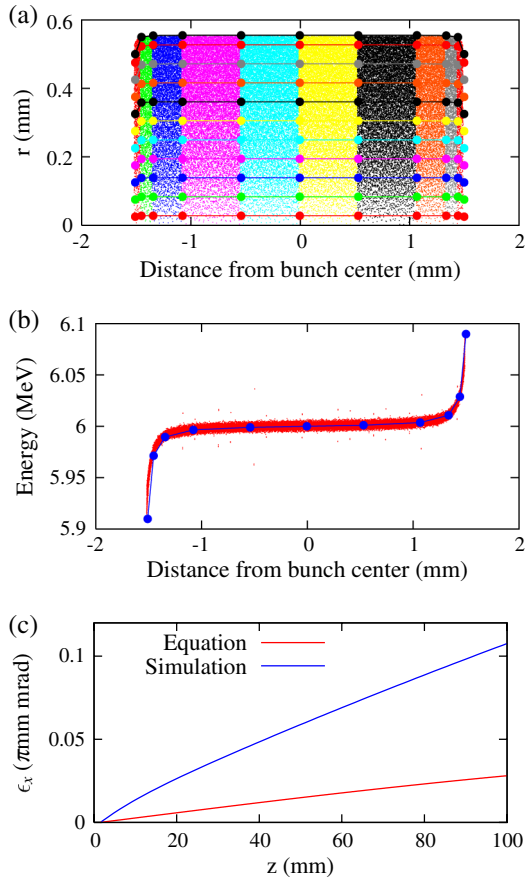 (a)
0.6
0.4
0.2
0
r (mm)
-2
-1
0
1
2
Distance from bunch center (mm)
(b)
6.1
6.05
6
5.95
5.9
Energy (MeV)
-2
-1
0
1
2
Distance from bunch center (mm)
(c)
0.1
0.05
0
ϵx (πmm mrad)
Equation
Simulation
20
40
60
80
100
z (mm)